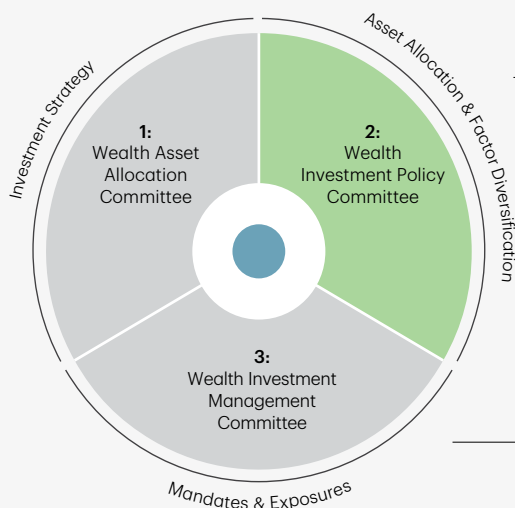 Investment Strategy
Asset Allocation & Factor Diversification
1:
Wealth Asset
Allocation
Committee
2:
Wealth
Investment Policy
Committee
3:
Wealth Investment
Management
Committee
Mandates & Exposures